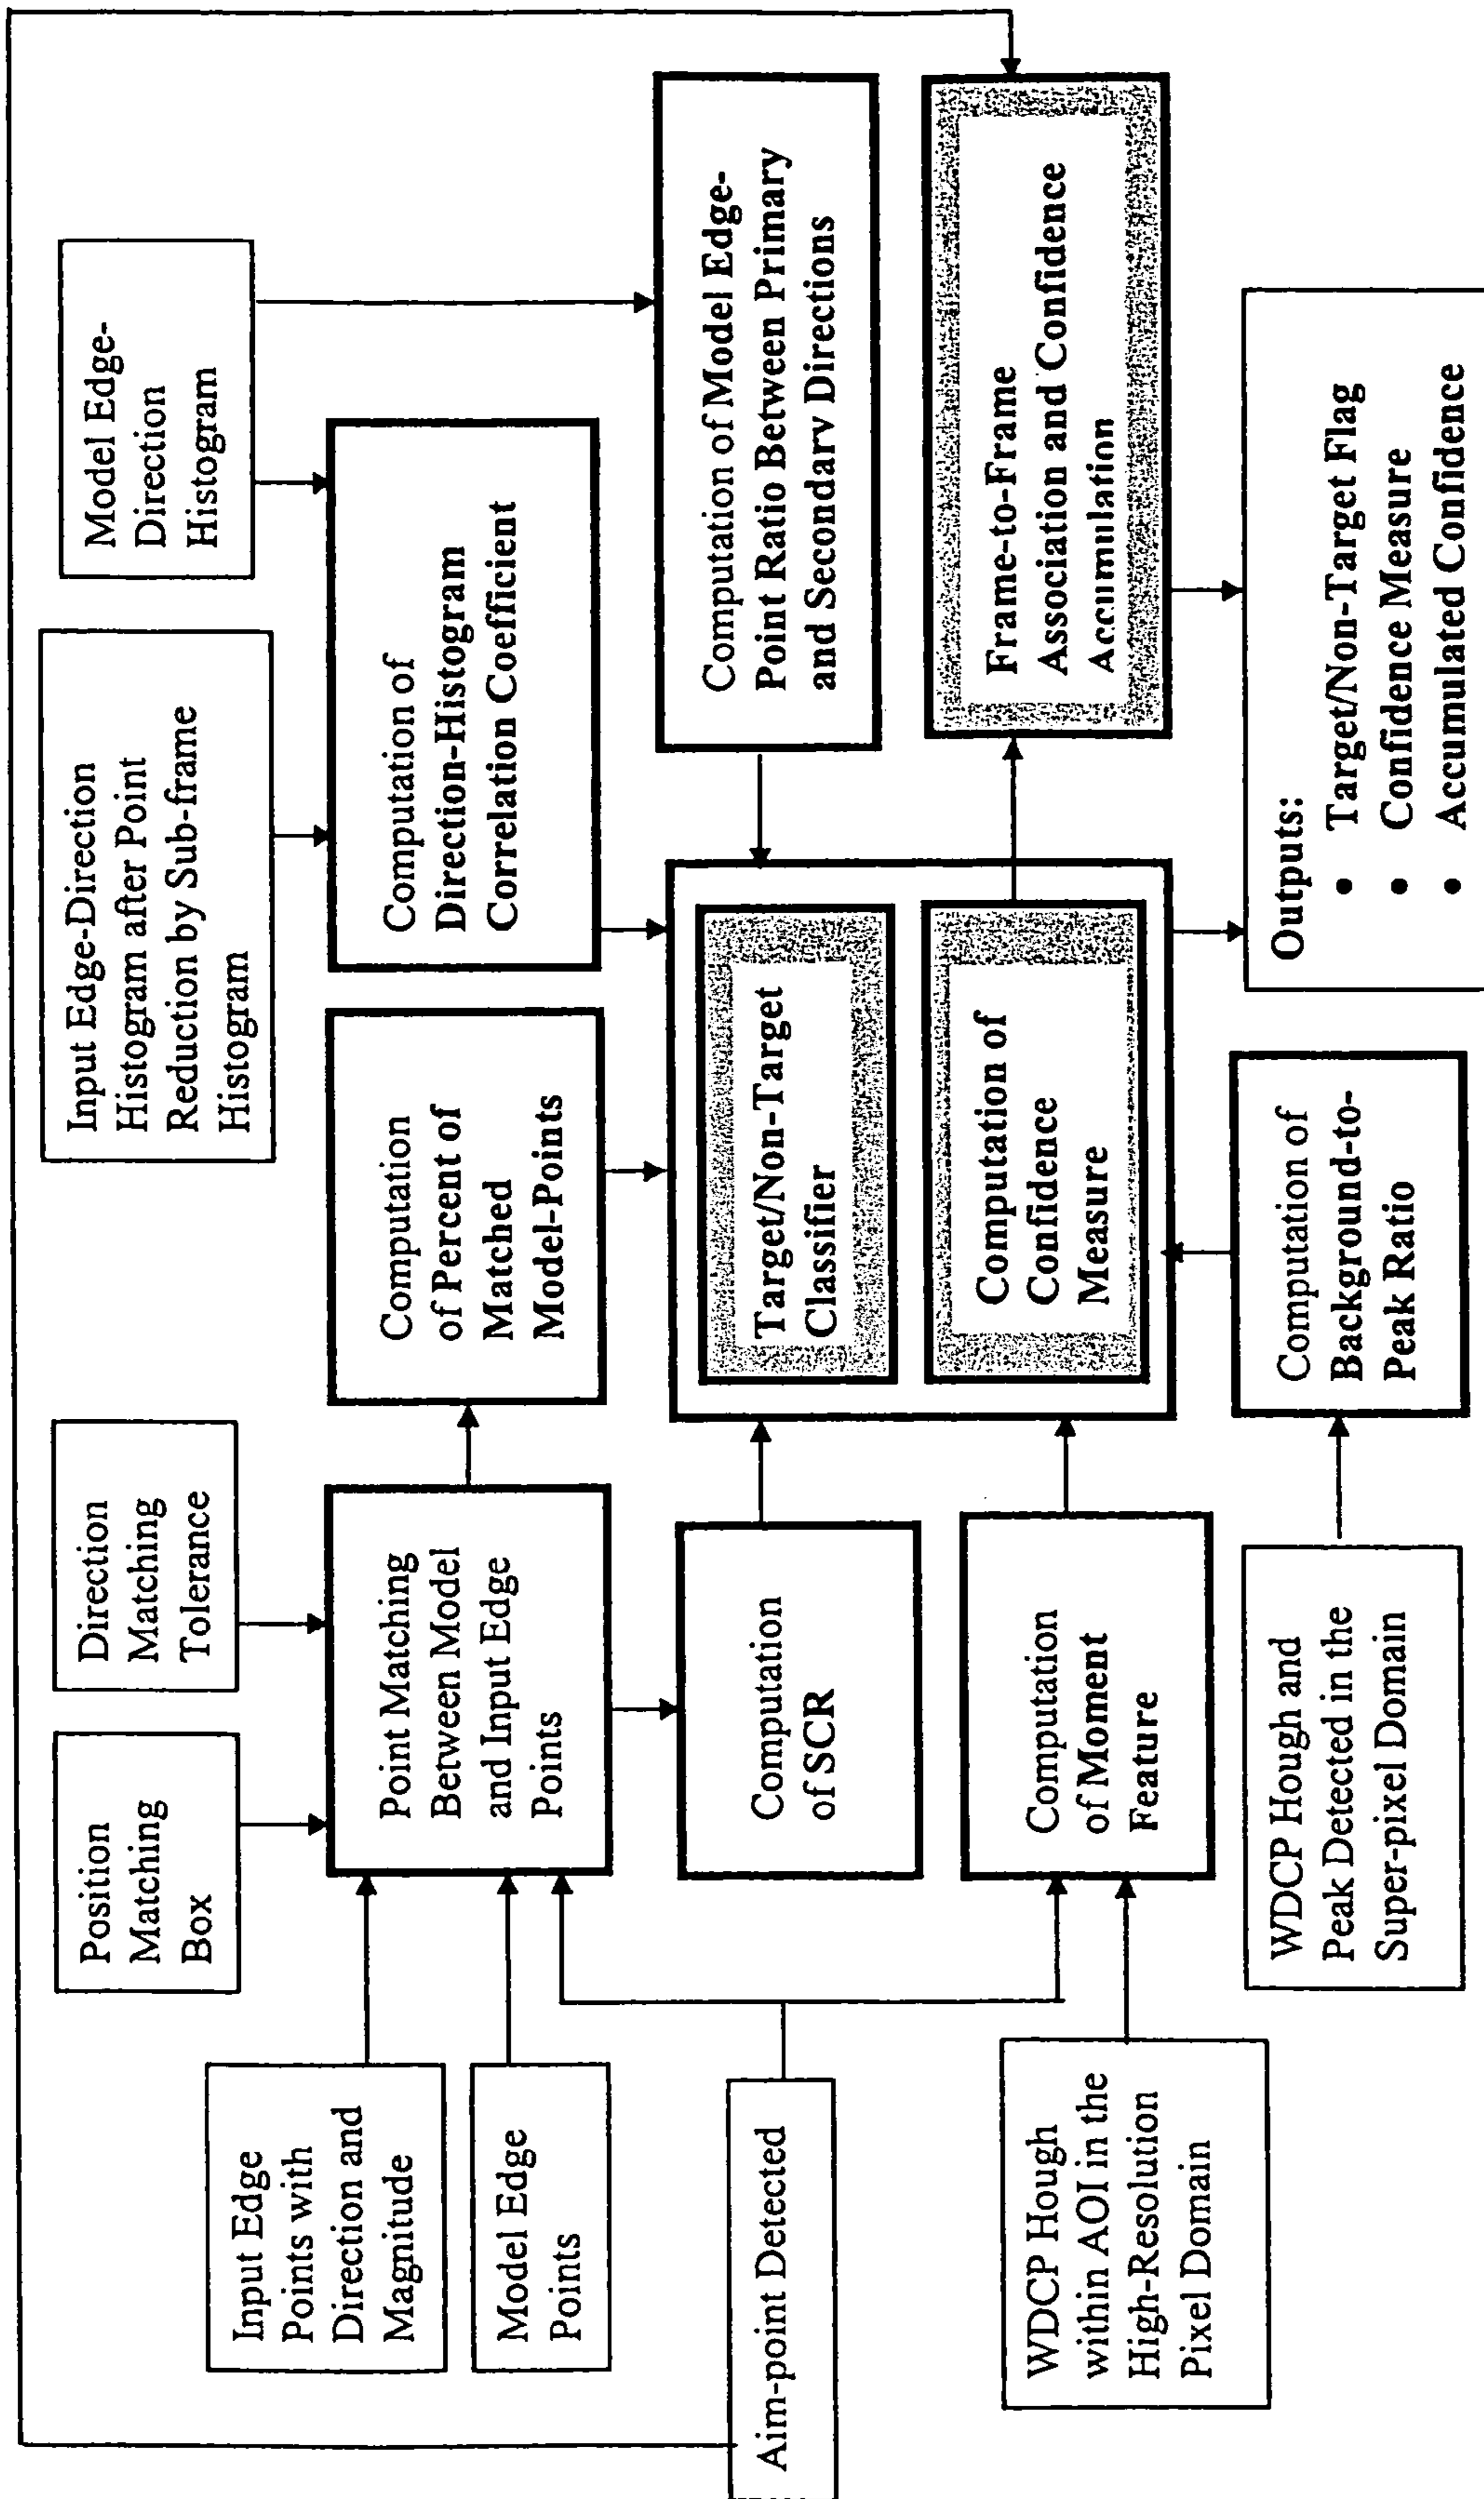 Input Edge
Points with
Direction and
Magnitude
Model Edge
Points
Aim-point Detected
WDCP Hough
within AOI in the
High-Resolution
Pixel Domain
Position
Matching
Box
Direction
Matching
Tolerance
Point Matching
Between Model
and Input Edge
Points
Computation
of SCR
Computation
of Moment
Feature
WDCP Hough and
Peak Detected in the
Super-pixel Domain
Input Edge-Direction
Histogram after Point
Reduction by Sub-frame
Histogram
Computation
of Percent of
Matched
Model-Points
Target/Non-Target
Classifier
Computation of
Confidence
Measure
Computation of
Background-to-
Peak Ratio
Model Edge-
Direction
Histogram
Computation of
Direction-Histogram
Correlation Coefficient
Computation of Model Edge-
Point Ratio Between Primary
and Secondary Directions
Frame-to-Frame
Association and Confidence
Accumulation
Outputs:
• Target/Non-Target Flag
• Confidence Measure
• Accumulated Confidence